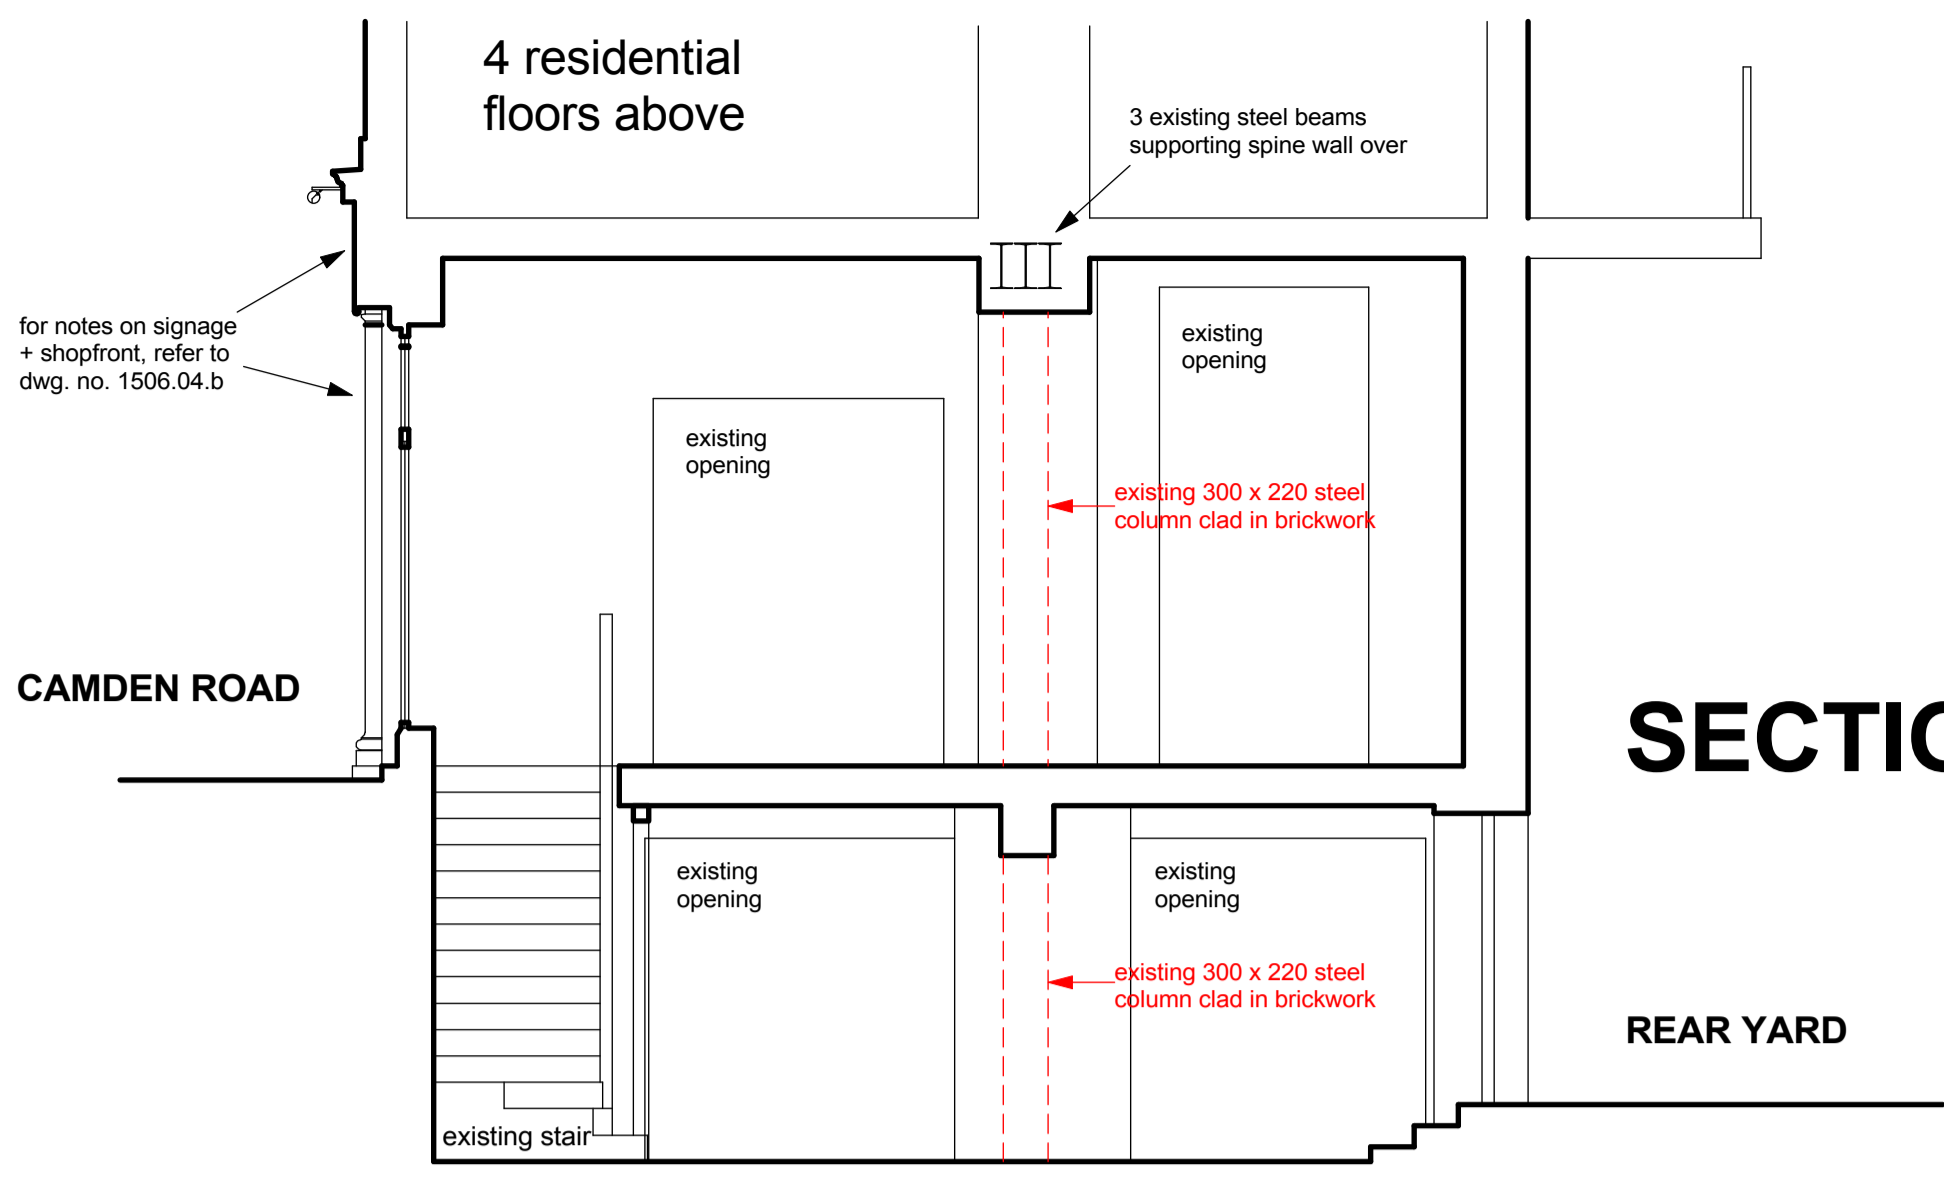 4 residential
floors above
3 existing steel beams
supporting spine wall over
for notes on signage
+ shopfront, refer to
dwg. no. 1506.04.b
existing
opening
existing
opening
existing 300 x 220 steel
column clad in brickwork
CAMDEN ROAD
SECTIO
existing
opening
existing
opening
existing 300 x 220 steel
column clad in brickwork
REAR YARD
existing stair